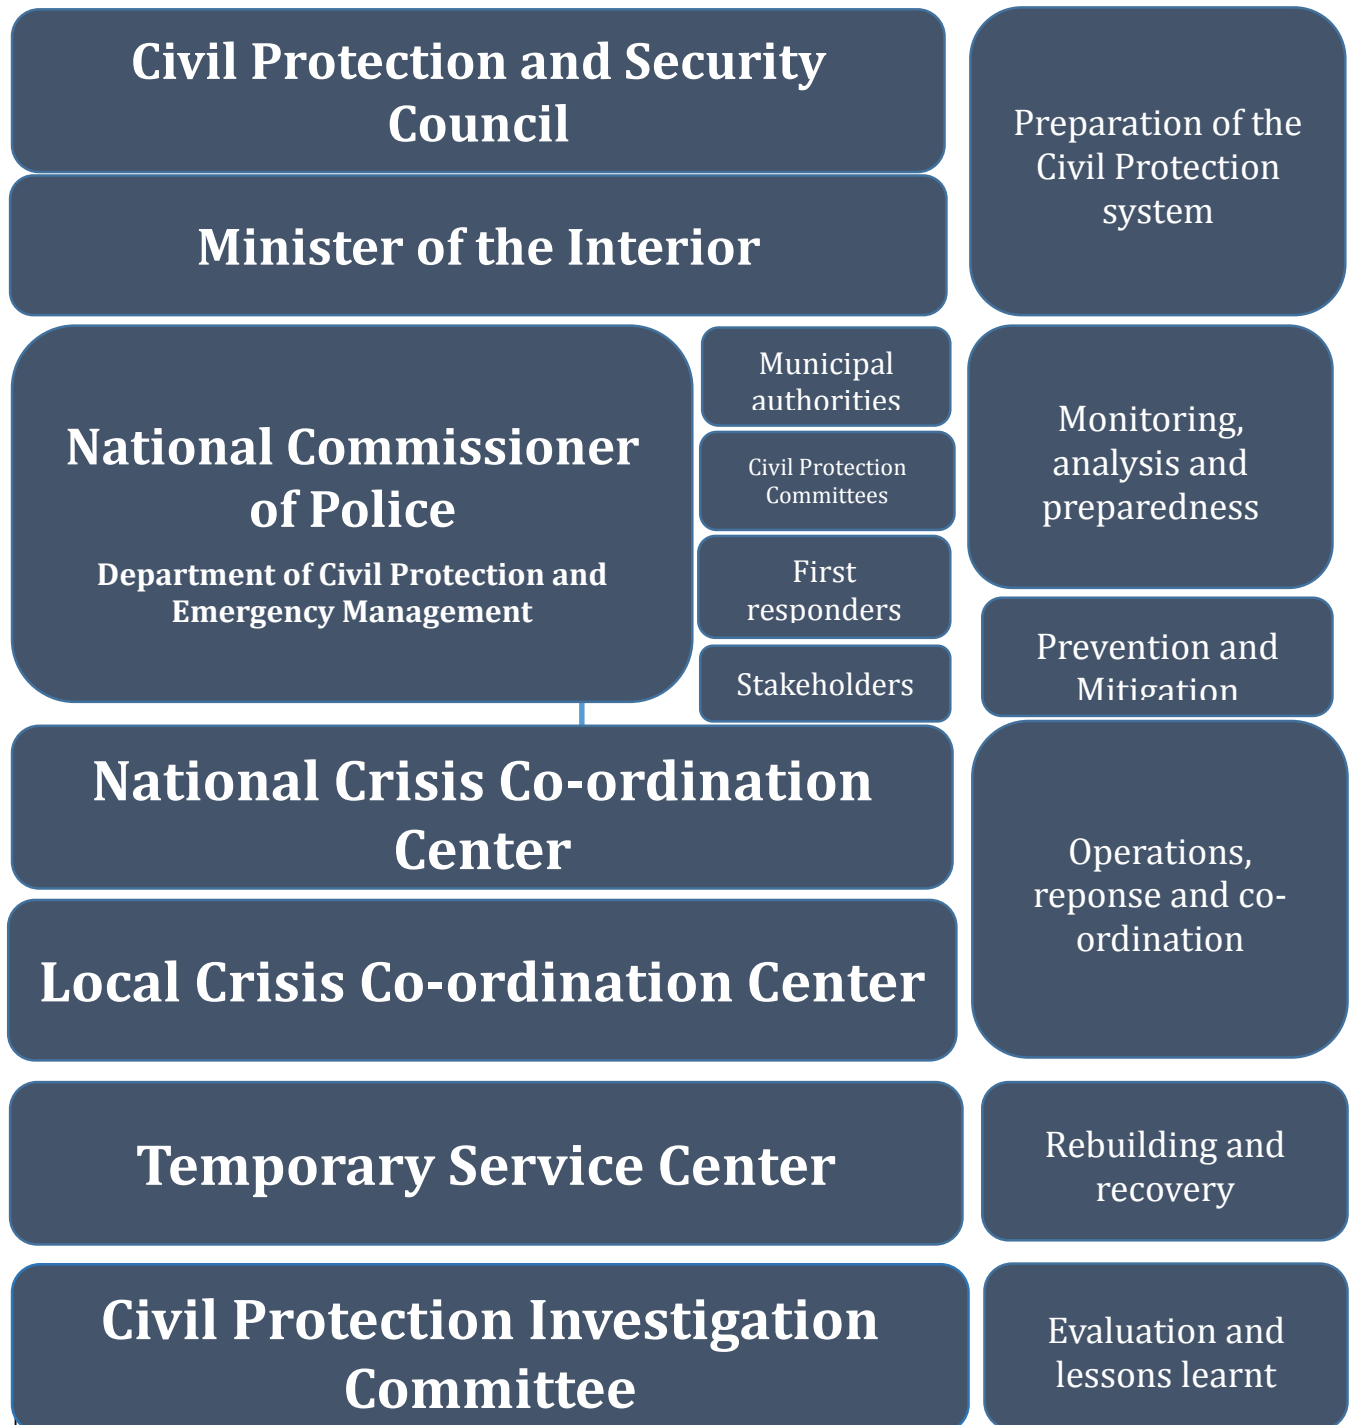 Civil Protection and Security
Council
Preparation of the
Civil Protection
system
Minister of the Interior
National Commissioner
of Police
Department of Civil Protection and
Emergency Management
Municipal
authorities
Civil Protection
Committees
First
responders
Stakeholders
Monitoring,
analysis and
preparedness
Prevention and
Mitigation
National Crisis Co-ordination
Center
Local Crisis Co-ordination Center
Operations,
reponse and co-
ordination
Temporary Service Center
Rebuilding and
recovery
Civil Protection Investigation
Committee
Evaluation and
lessons learnt